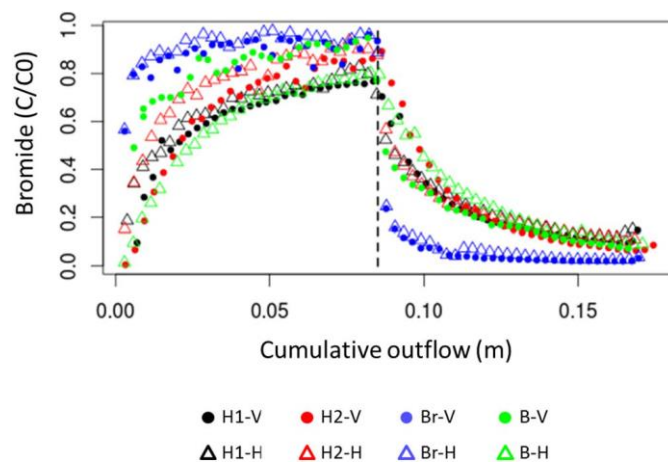 Bromide (C/C0)
1.0
0.8
0.6
0.4
0.2
0.0
0.00 0.05 0.10 0.15
Cumulative outflow (m)
H1-V H2-V Br-V B-V
H1-H H2-H Br-H B-H